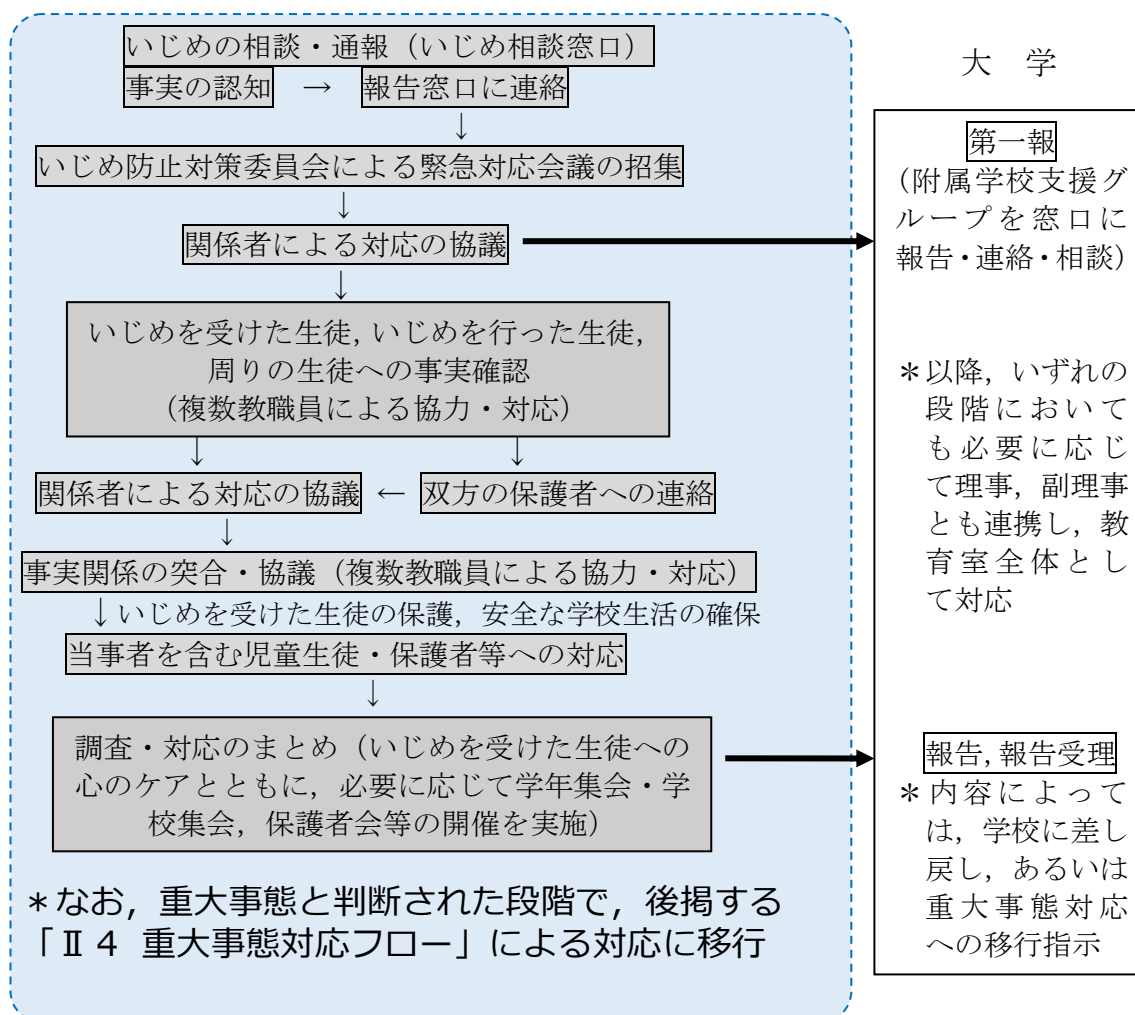 いじめの相談・通報（いじめ相談窓口）
事実の認知 → 報告窓口に連絡
↓
いじめ防止対策委員会による緊急対応会議の招集
↓
関係者による対応の協議
↓
いじめを受けた生徒，いじめを行った生徒，
周りの生徒への事実確認
（複数教職員による協力・対応）
↓ ↓
関係者による対応の協議 ← 双方の保護者への連絡
↓
事実関係の突合・協議（複数教職員による協力・対応）
↓いじめを受けた生徒の保護，安全な学校生活の確保
当事者を含む児童生徒・保護者等への対応
↓
調査・対応のまとめ（いじめを受けた生徒への
心のケアとともに，必要に応じて学年集会・学
校集会，保護者会等の開催を実施）
＊なお，重大事態と判断された段階で，後掲する
「Ⅱ４ 重大事態対応フロー」による対応に移行
大 学
第一報
（附属学校支援グ
ループを窓口に
報告・連絡・相談）
＊以降，いずれの
段階において
も必要に応じ
て理事，副理事
とも連携し，教
育室全体とし
て対応
報告，報告受理
＊内容によって
は，学校に差し
戻し，あるいは
重大事態対応
への移行指示